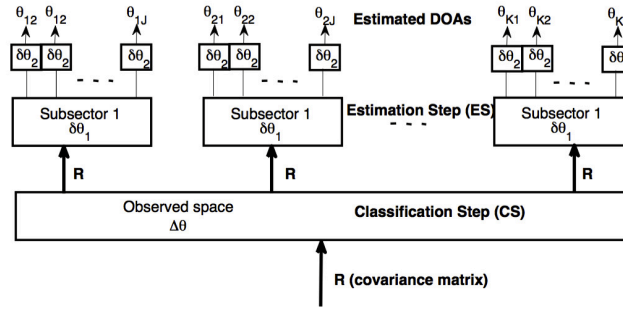 θ12 θ12 θ1J θ21 θ22 θ2J Estimated DOAs θK1 θK2 θK
δθ2 δθ2 δθ2 δθ2 δθ2 δθ2 δθ2 δθ2 δθ
Subsector 1 Subsector 1 Estimation Step (ES) Subsector 1
δθ1 δθ1 δθ1
R R R
Observed space Classification Step (CS)
Δθ
R (covariance matrix)